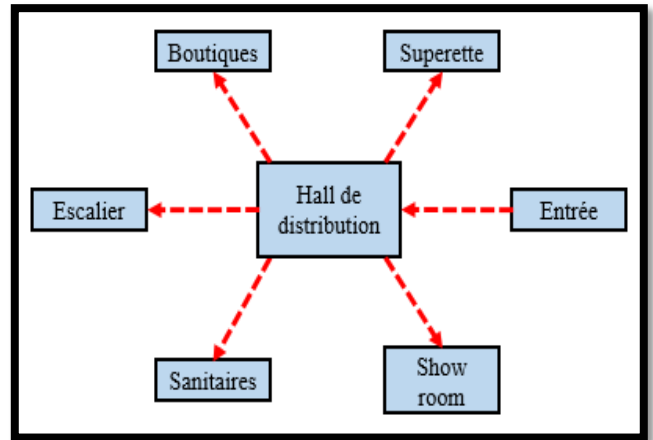 Boutiques
Superette
Escalier
Hall de
distribution
Entrée
Sanitaires
Show
room